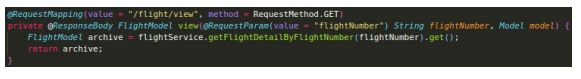 @RequestMapping(value = "/flight/view", method = RequestMethod.GET)
private @ResponseBody FlightModel view(@RequestParam(value = "flightNumber") String flightNumber, Model model) {
FlightModel archive = flightService.getFlightDetailByFlightNumber(flightNumber).get();
return archive;
}